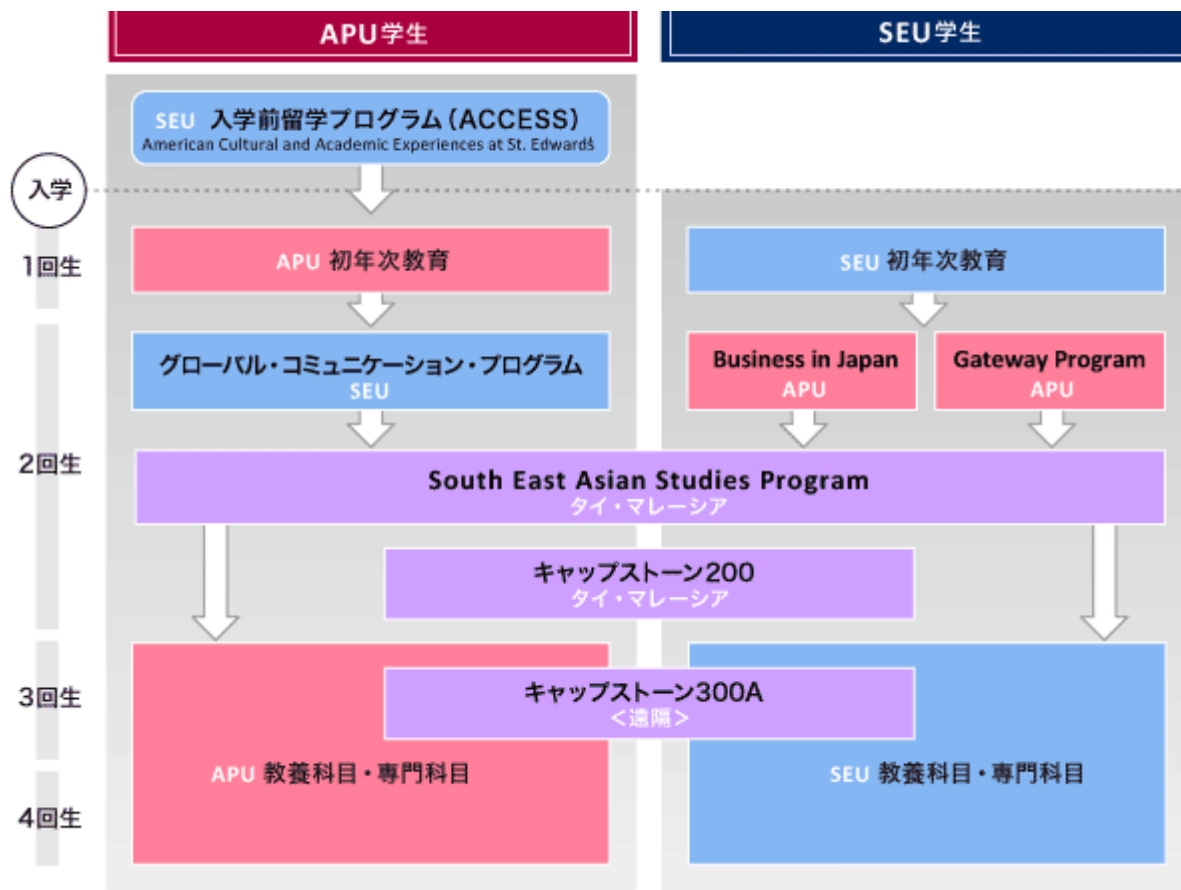 APU学生
SEU学生
SEU 入学前留学プログラム(ACCESS)
American Cultural and Academic Experiences at St. Edward's
入学
1回生
APU 初年次教育
SEU 初年次教育
グローバル・コミュニケーション・プログラム
SEU
Business in Japan
APU
Gateway Program
APU
2回生
South East Asian Studies Program
タイ・マレーシア
キャップストーン200
タイ・マレーシア
3回生
キャップストーン300A
<遠隔>
APU 教養科目・専門科目
SEU 教養科目・専門科目
4回生